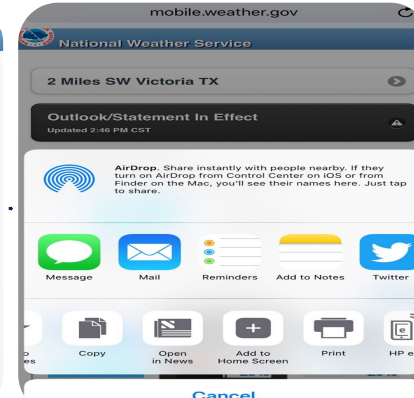 mobile.weather.gov
National Weather Service
2 Miles SW Victoria TX
Outlook/Statement In Effect
Updated 2:46 PM CST
AirDrop. Share instantly with people nearby. If they
turn on AirDrop from Control Center on iOS or from
Finder on the Mac, you'll see their names here. Just tap
to share.
Message Mail Reminders Add to Notes Twitter
Copy Open in News Add to Home Screen Print HP e
Cancel